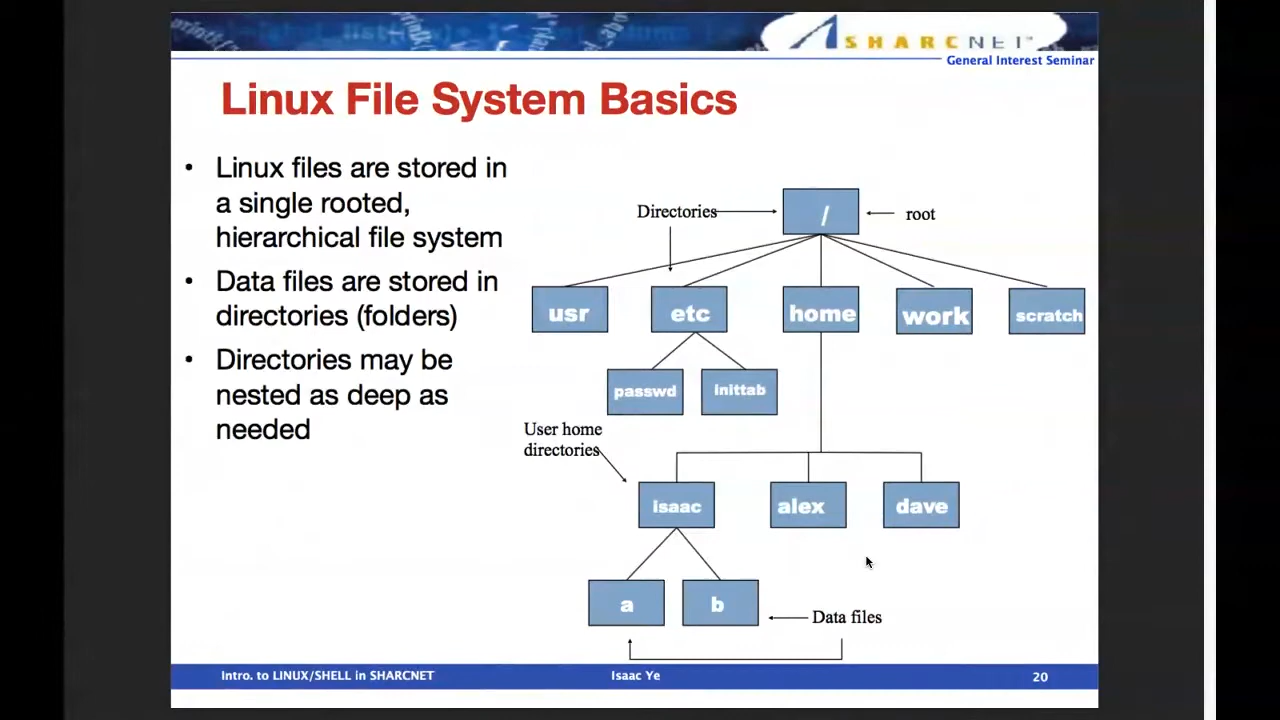 SHARCNET
General Interest Seminar
Linux File System Basics
• Linux files are stored in
a single rooted,
hierarchical file system
• Data files are stored in
directories (folders)
• Directories may be
nested as deep as
needed
Directories
/
root
usr
etc
home
work
scratch
passwd
inittab
User home
directories
isaac
alex
dave
a
b
Data files
Intro. to LINUX/SHELL in SHARCNET
Isaac Ye
20